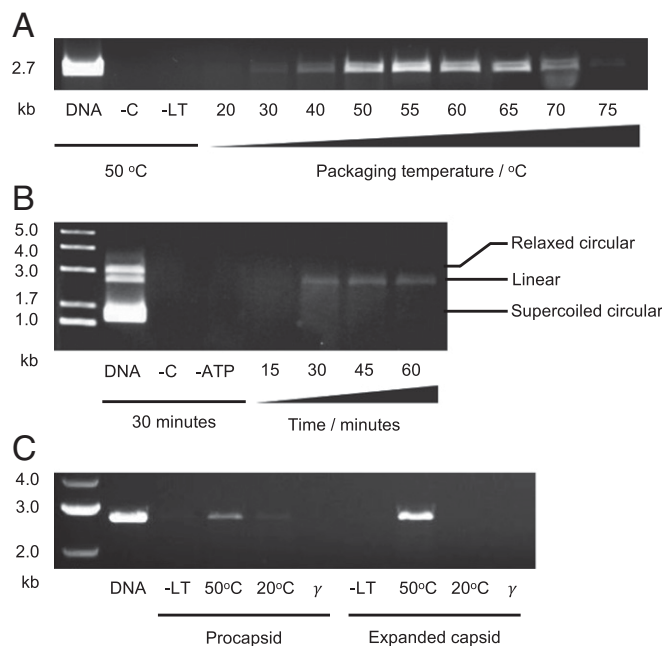 A
2.7
kb
DNA -C -LT 20 30 40 50 55 60 65 70 75
50 °C
Packaging temperature / °C
B
5.0
4.0
3.0
1.7
1.0
kb
Relaxed circular
Linear
Supercoiled circular
DNA -C -ATP 15 30 45 60
30 minutes
Time / minutes
C
4.0
3.0
2.0
kb
DNA -LT 50°C 20°C γ -LT 50°C 20°C γ
Procapsid
Expanded capsid